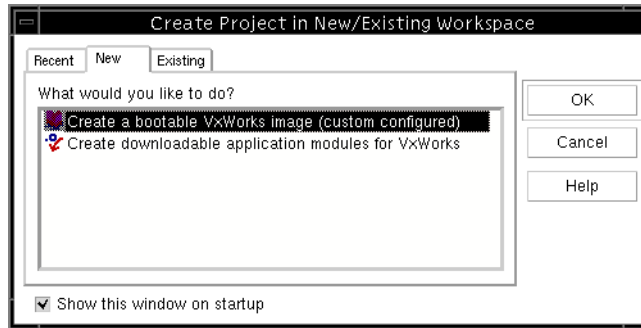 Create Project in New/Existing Workspace
Recent New Existing
What would you like to do?
Create a bootable VxWorks image (custom configured)
Create downloadable application modules for VxWorks
OK
Cancel
Help
Show this window on startup